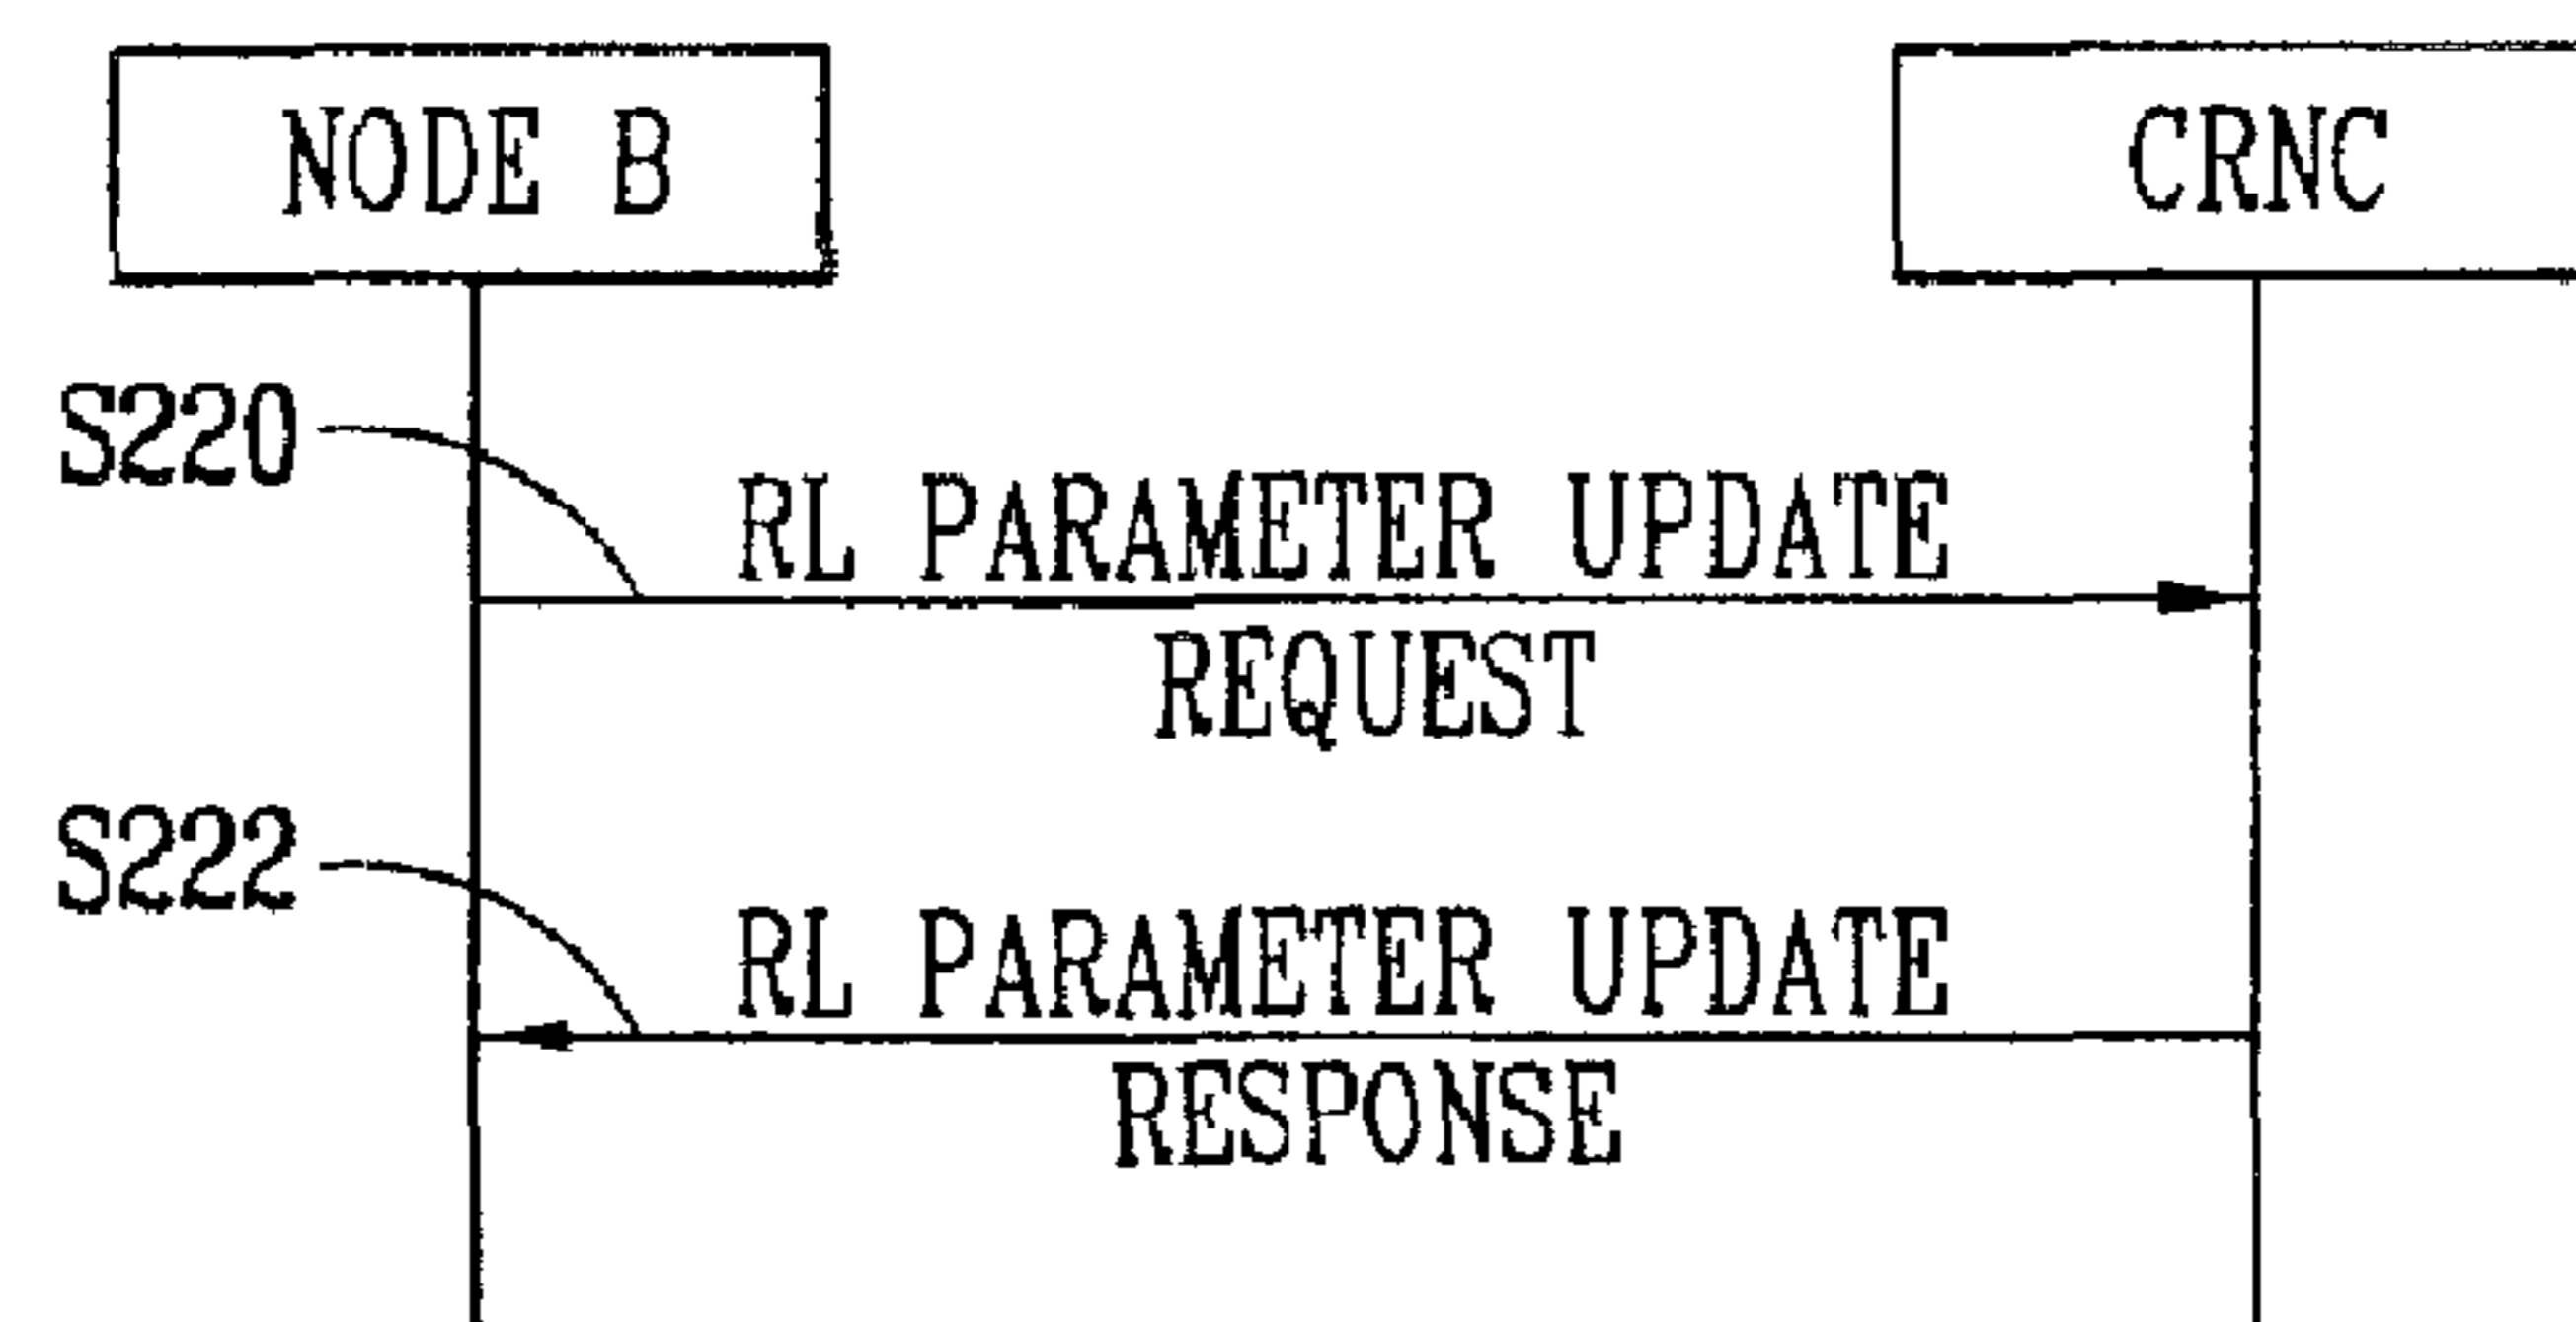 NODE B
CRNC
S220
RL PARAMETER UPDATE
REQUEST
S222
RL PARAMETER UPDATE
RESPONSE